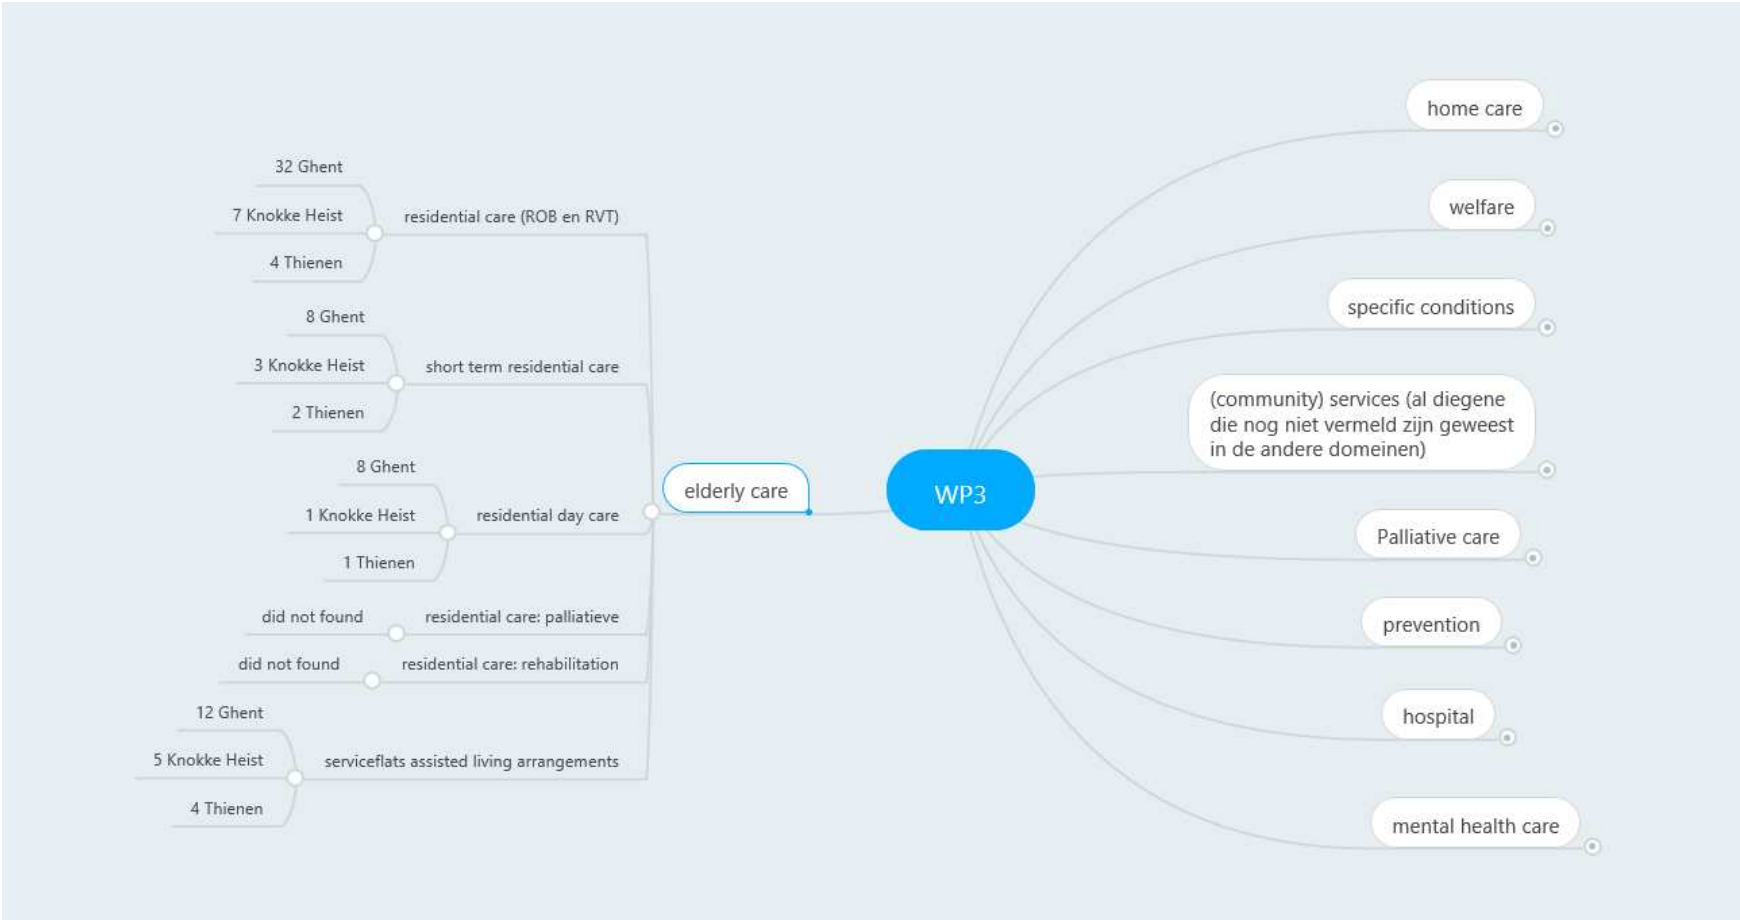 32 Ghent
7 Knokke Heist
4 Thienen
residential care (ROB en RVT)
8 Ghent
3 Knokke Heist
2 Thienen
short term residential care
8 Ghent
1 Knokke Heist
1 Thienen
residential day care
did not found
residential care: palliatieve
did not found
residential care: rehabilitation
12 Ghent
5 Knokke Heist
4 Thienen
serviceflats assisted living arrangements
elderly care
WP3
home care
welfare
specific conditions
(community) services (al diegene
die nog niet vermeld zijn geweest
in de andere domeinen)
Palliative care
prevention
hospital
mental health care